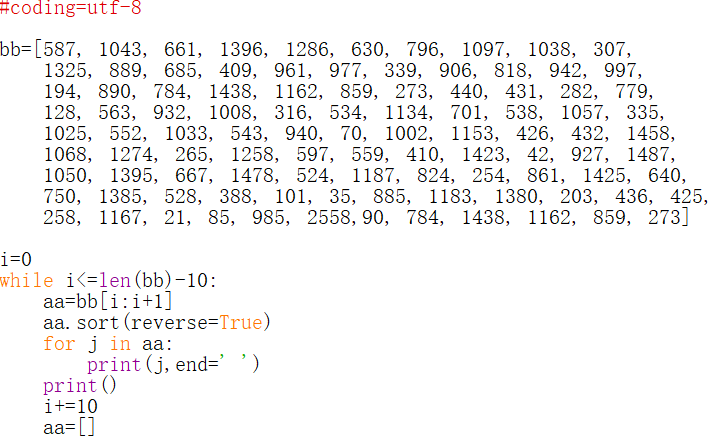 #coding=utf-8
bb=[587, 1043, 661, 1396, 1286, 630, 796, 1097, 1038, 307,
1325, 889, 685, 409, 961, 977, 339, 906, 818, 942, 997,
194, 890, 784, 1438, 1162, 859, 273, 440, 431, 282, 779,
128, 563, 932, 1008, 316, 534, 1134, 701, 538, 1057, 335,
1025, 552, 1033, 543, 940, 70, 1002, 1153, 426, 432, 1458,
1068, 1274, 265, 1258, 597, 559, 410, 1423, 42, 927, 1487,
1050, 1395, 667, 1478, 524, 1187, 824, 254, 861, 1425, 640,
750, 1385, 528, 388, 101, 35, 885, 1183, 1380, 203, 436, 425,
258, 1167, 21, 85, 985, 2558,90, 784, 1438, 1162, 859, 273]
i=0
while i<=len(bb)-10:
aa=bb[i:i+1]
aa.sort(reverse=True)
for j in aa:
print(j,end=' ')
print()
i+=10
aa=[]